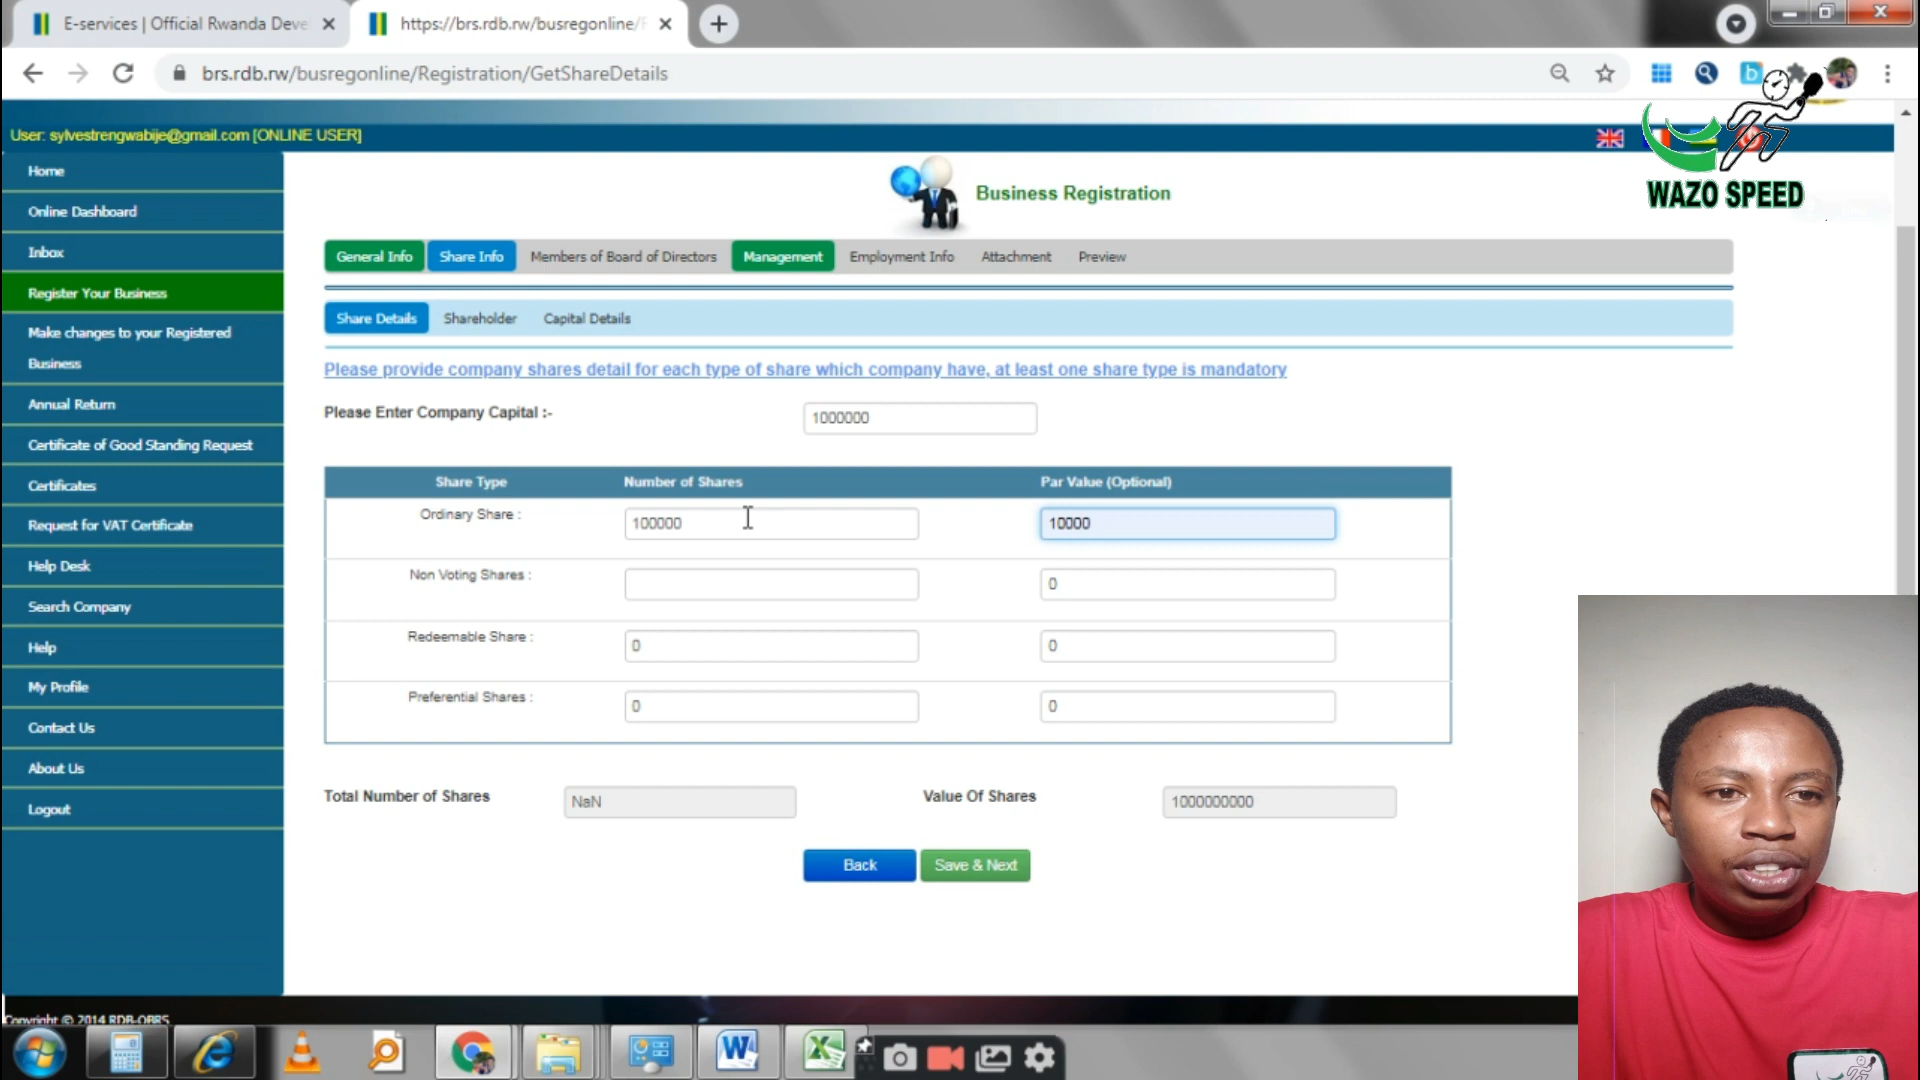 E-services | Official Rwanda Deve
https://brs.rdb.rw/busregonline/
brs.rdb.rw/busregonline/Registration/GetShareDetails
User: sylvestrengwabije@gmail.com [ONLINE USER]
WAZO SPEED
Home
Online Dashboard
Inbox
Register Your Business
Make changes to your Registered
Business
Annual Return
Certificate of Good Standing Request
Certificates
Request for VAT Certificate
Help Desk
Search Company
Help
My Profile
Contact Us
About Us
Logout
Business Registration
General Info Share Info Members of Board of Directors Management Employment Info Attachment Preview
Share Details Shareholder Capital Details
Please provide company shares detail for each type of share which company have, at least one share type is mandatory
Please Enter Company Capital :- 1000000
Share Type Number of Shares Par Value (Optional)
Ordinary Share : 100000 10000
Non Voting Shares : 0
Redeemable Share : 0 0
Preferential Shares : 0 0
Total Number of Shares NaN Value Of Shares 1000000000
Back Save & Next
Copyright © 2014 RDB-OBRS